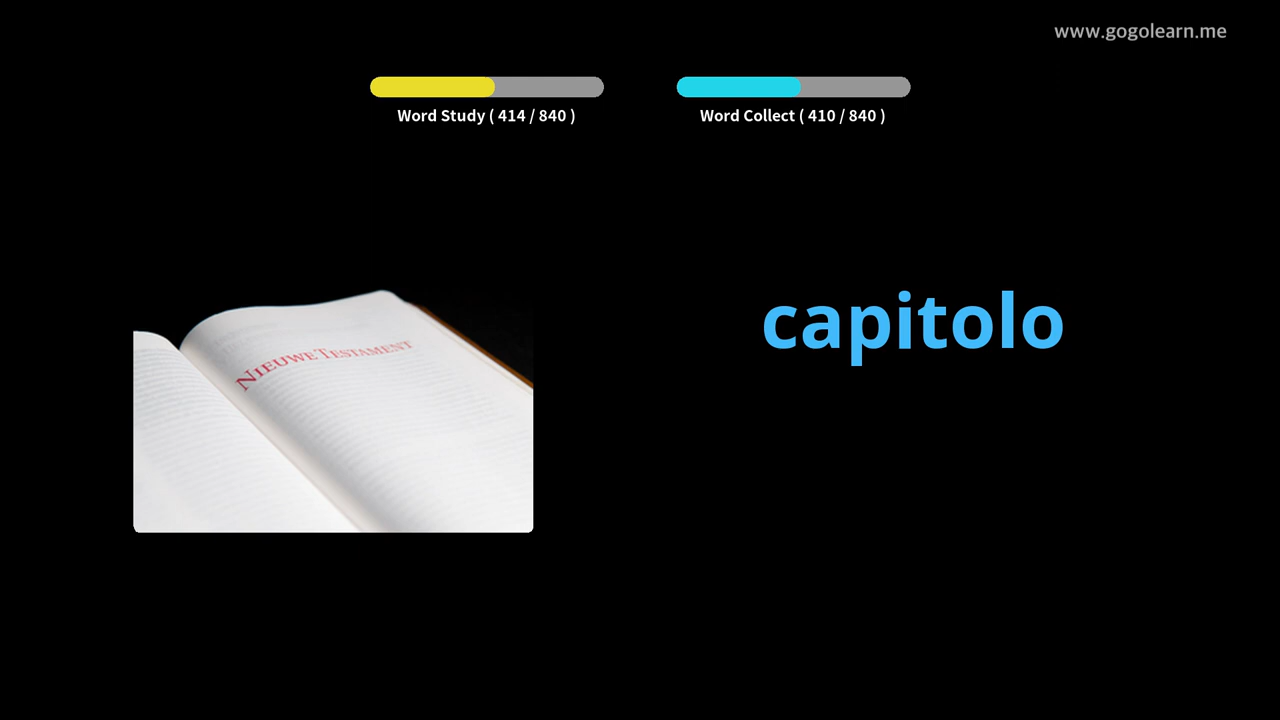 www.gogolearn.me
Word Study ( 414 / 840 )
Word Collect ( 410 / 840 )
capitolo
NIEUWE TESTAMENT